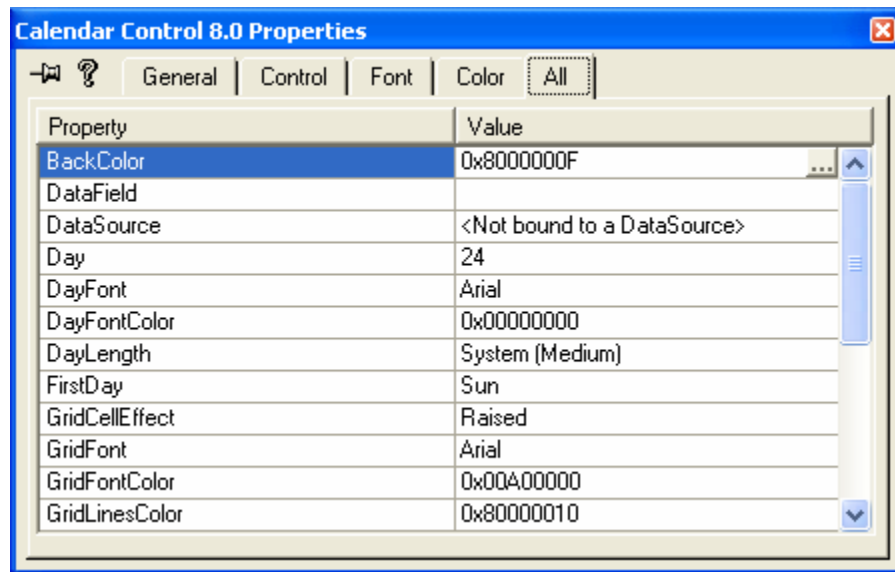 Calendar Control 8.0 Properties
? General Control Font Color All
Property Value
BackColor 0x8000000F ...
DataField
DataSource <Not bound to a DataSource>
Day 24
DayFont Arial
DayFontColor 0x00000000
DayLength System (Medium)
FirstDay Sun
GridCellEffect Raised
GridFont Arial
GridFontColor 0x00A00000
GridLinesColor 0x80000010